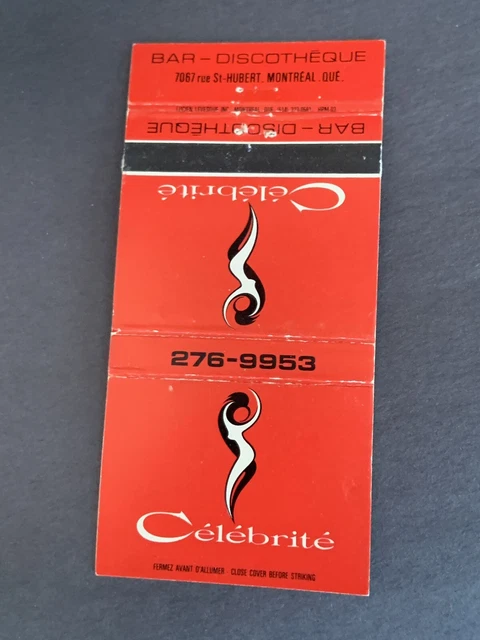 BAR - DISCOTHÈQUE
7067 rue St-HUBERT, MONTRÉAL, QUÉ.
BAR - DISCOTHÈQUE
Célébrité
276-9953
Célébrité
FERMEZ AVANT D'ALLUMER - CLOSE COVER BEFORE STRIKING